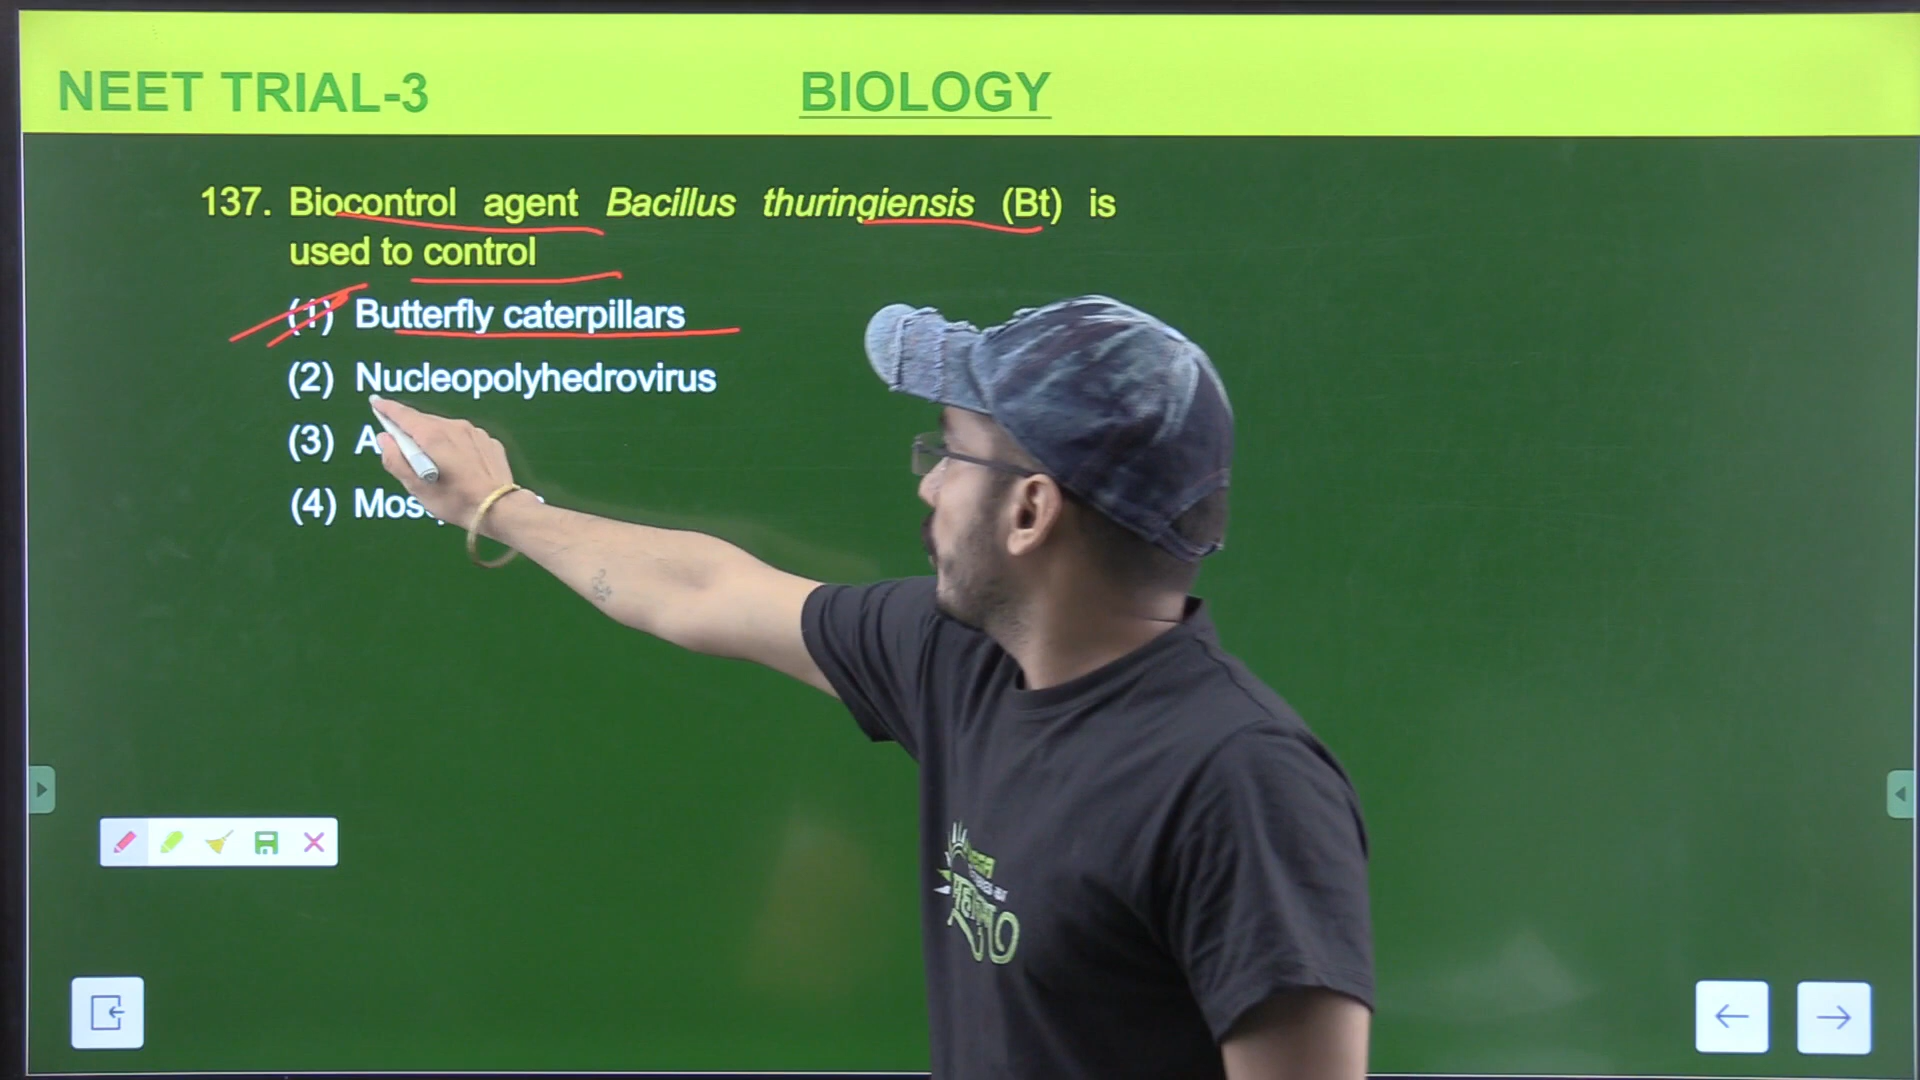 NEET TRIAL-3
BIOLOGY
137. Biocontrol agent Bacillus thuringiensis (Bt) is
used to control
(1) Butterfly caterpillars
(2) Nucleopolyhedrovirus
(3)
(4)